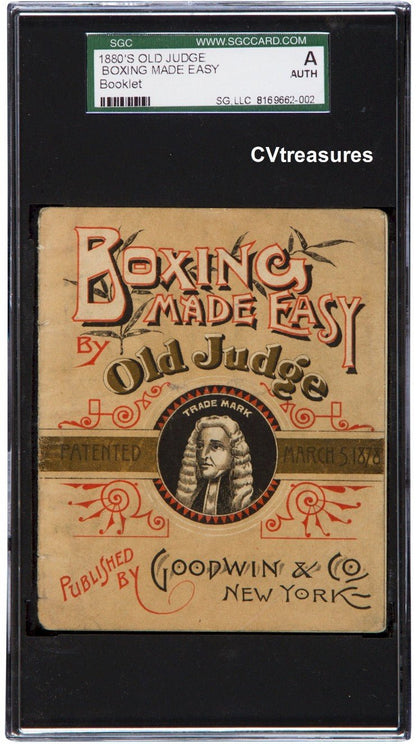 SGC WWW.SGCCARD.COM
1880'S OLD JUDGE A
BOXING MADE EASY AUTH
Booklet
SG,LLC 8169662-002
CVtreasures
BOXING
MADE EASY
BY
Old Judge
TRADE MARK
PATENTED MARCH 5, 1878
PUBLISHED
BY GOODWIN & CO.
NEW YORK